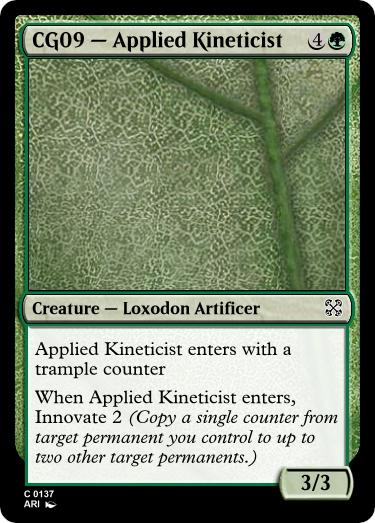 CG09 — Applied Kineticist 4
Creature — Loxodon Artificer
Applied Kineticist enters with a
trample counter
When Applied Kineticist enters,
Innovate 2 (Copy a single counter from
target permanent you control to up to
two other target permanents.)
3/3
C 0137
ARI